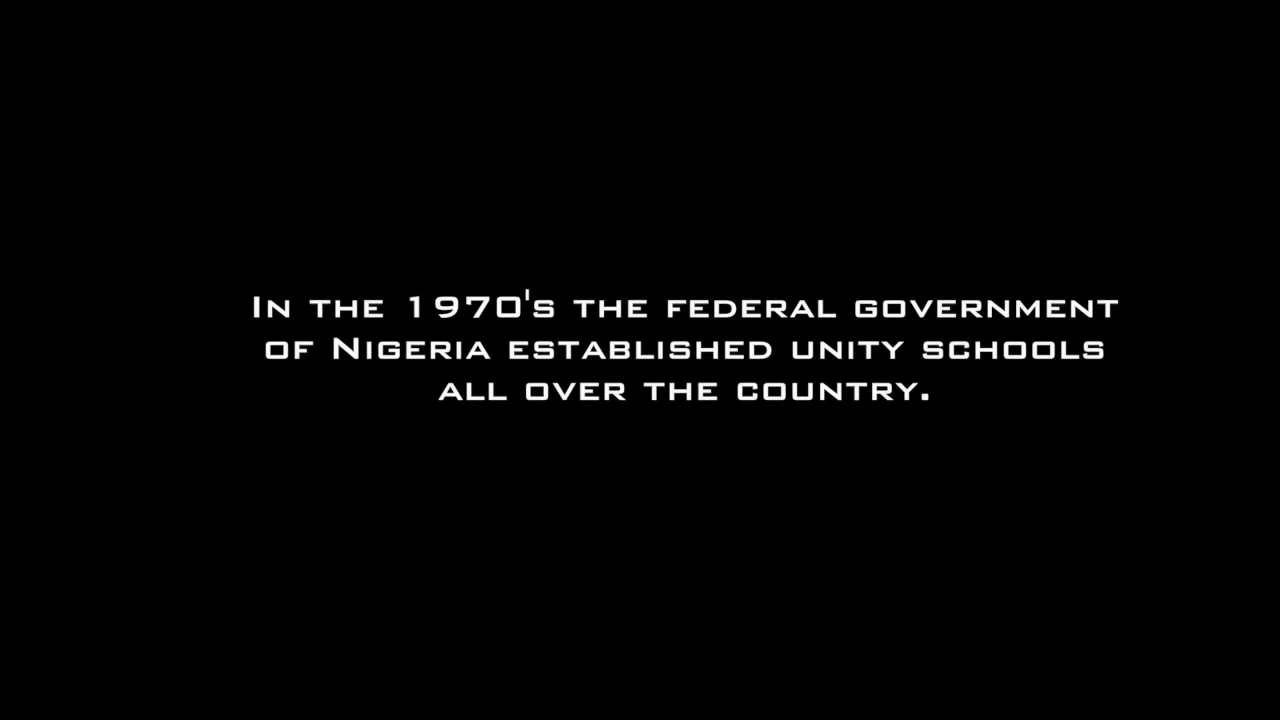 In the 1970's the federal government
of Nigeria established unity schools
all over the country.